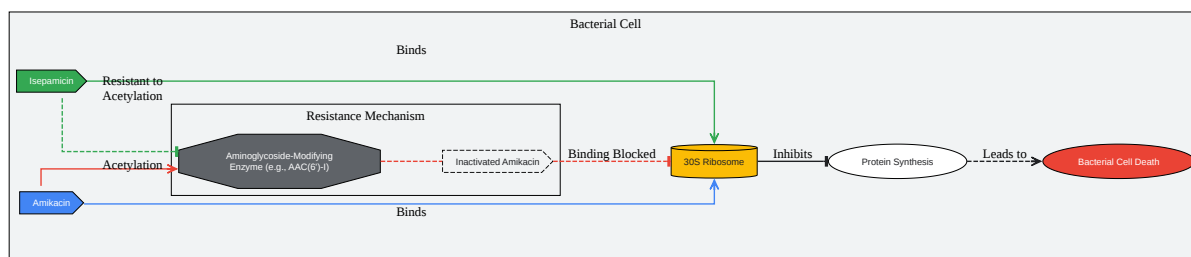 Bacterial Cell
Binds
Isepamicin
Resistant to
Acetylation
Resistance Mechanism
Aminoglycoside-Modifying
Enzyme (e.g., AAC(6')-I)
Acetylation
Inactivated Amikacin
Binding Blocked
30S Ribosome
Inhibits
Protein Synthesis
Leads to
Bacterial Cell Death
Amikacin
Binds